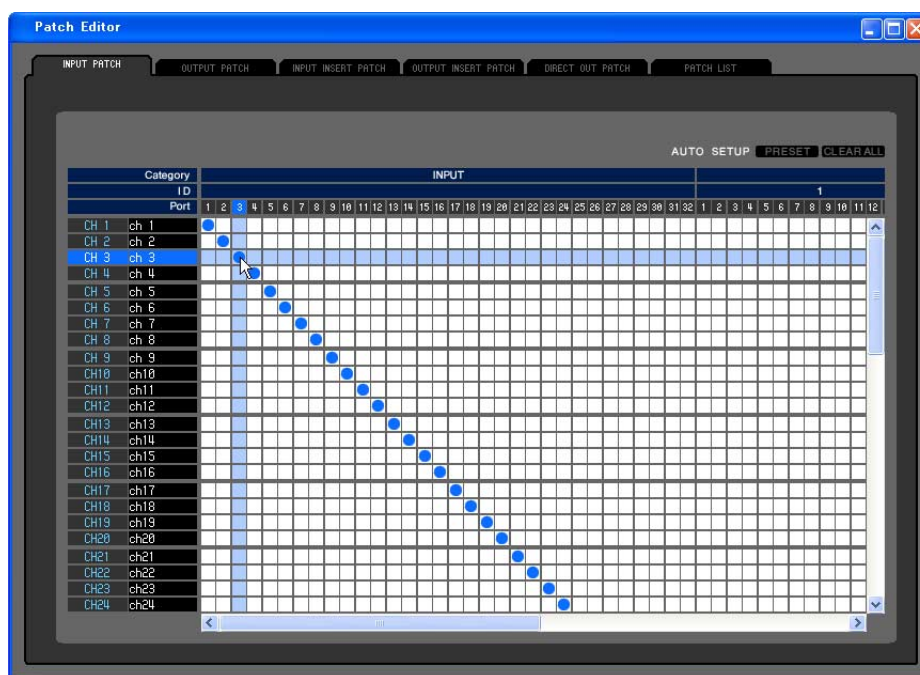 Patch Editor
INPUT PATCH OUTPUT PATCH INPUT INSERT PATCH OUTPUT INSERT PATCH DIRECT OUT PATCH PATCH LIST
AUTO SETUP PRESET CLEAR ALL
Category INPUT
ID 1
Port 1 2 3 4 5 6 7 8 9 10 11 12 13 14 15 16 17 18 19 20 21 22 23 24 25 26 27 28 29 30 31 32 1 2 3 4 5 6 7 8 9 10 11 12
CH 1 ch 1
CH 2 ch 2
CH 3 ch 3
CH 4 ch 4
CH 5 ch 5
CH 6 ch 6
CH 7 ch 7
CH 8 ch 8
CH 9 ch 9
CH10 ch10
CH11 ch11
CH12 ch12
CH13 ch13
CH14 ch14
CH15 ch15
CH16 ch16
CH17 ch17
CH18 ch18
CH19 ch19
CH20 ch20
CH21 ch21
CH22 ch22
CH23 ch23
CH24 ch24